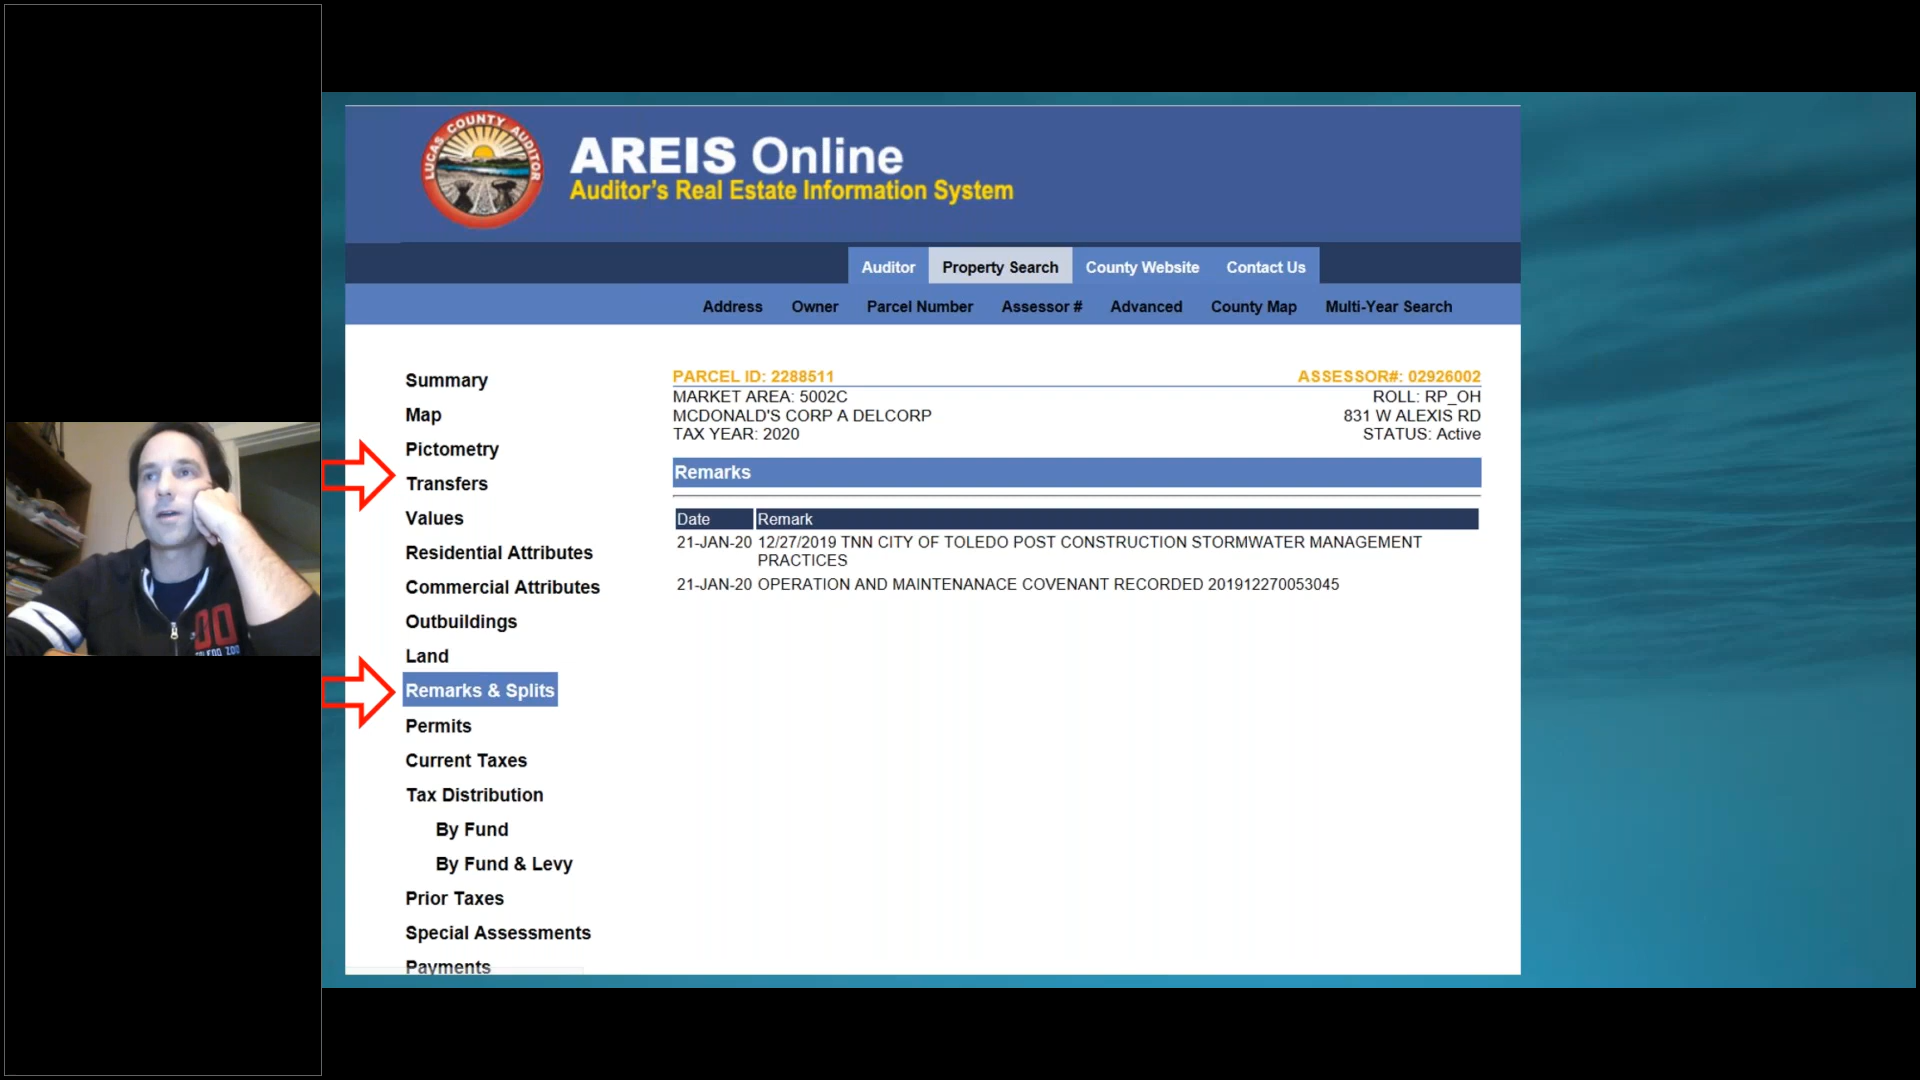 LUCAS COUNTY AUDITOR
AREIS Online
Auditor's Real Estate Information System
Auditor
Property Search
County Website
Contact Us
Address
Owner
Parcel Number
Assessor #
Advanced
County Map
Multi-Year Search
Summary
Map
Pictometry
Transfers
Values
Residential Attributes
Commercial Attributes
Outbuildings
Land
Remarks & Splits
Permits
Current Taxes
Tax Distribution
By Fund
By Fund & Levy
Prior Taxes
Special Assessments
Payments
PARCEL ID: 2288511
ASSESSOR#: 02926002
MARKET AREA: 5002C
ROLL: RP_OH
MCDONALD'S CORP A DELCORP
831 W ALEXIS RD
TAX YEAR: 2020
STATUS: Active
Remarks
Date Remark
21-JAN-20 12/27/2019 TNN CITY OF TOLEDO POST CONSTRUCTION STORMWATER MANAGEMENT
PRACTICES
21-JAN-20 OPERATION AND MAINTENANACE COVENANT RECORDED 201912270053045
00
TOLEDO ZOO